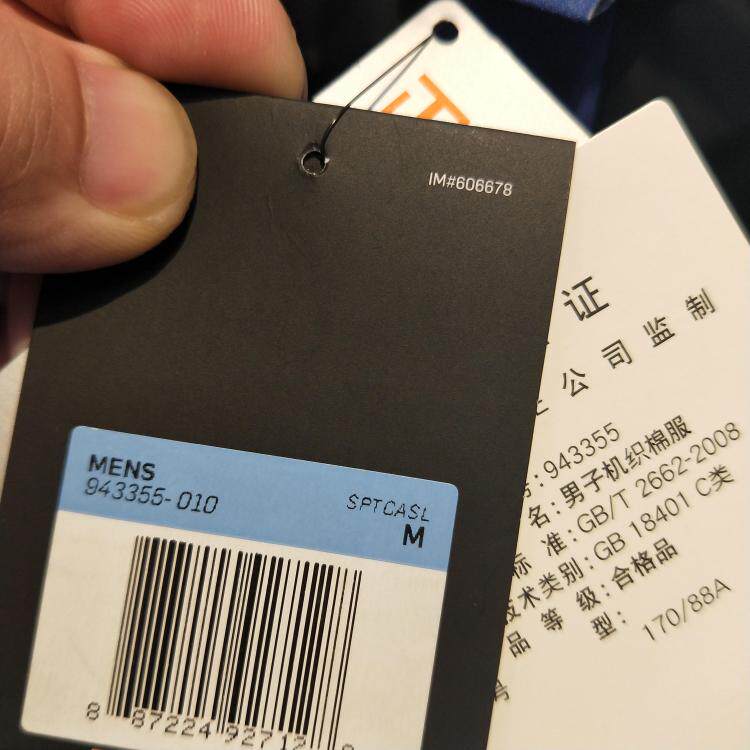 IM#606678
MENS
943355-010
SPTCASL
M
8 87224 92712
证
公司监制
:943355
名:男子机织棉服
标 准:GB/T 2662-2008
技术类别:GB 18401 C类
品 等 级:合格品
型: 170/88A
号